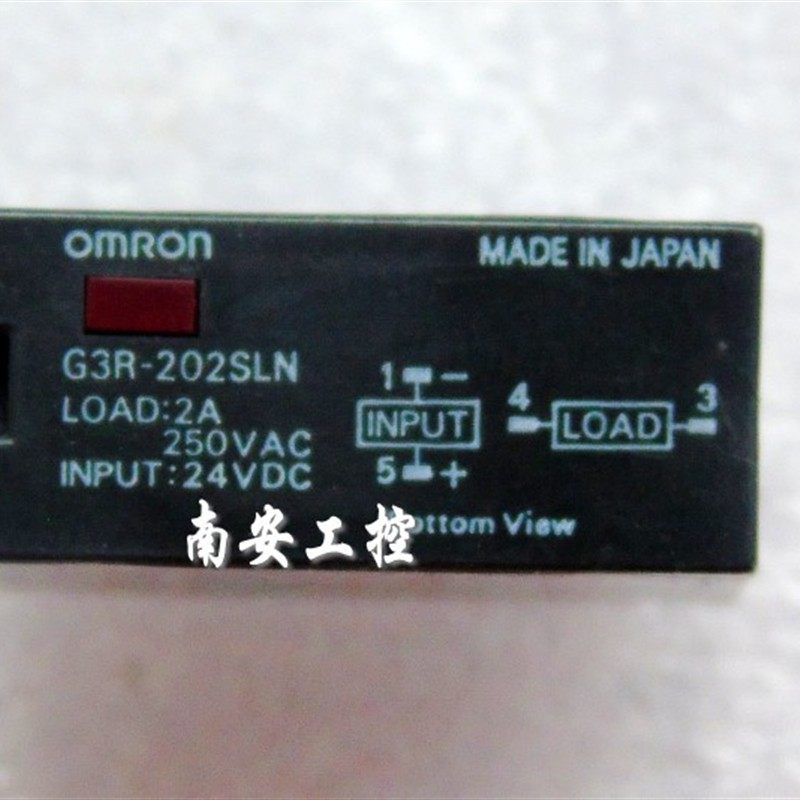 omron
MADE IN JAPAN
G3R-202SLN
LOAD:2A
250VAC
INPUT:24VDC
1 -
INPUT
5 +
4 LOAD 3
View
南安工控